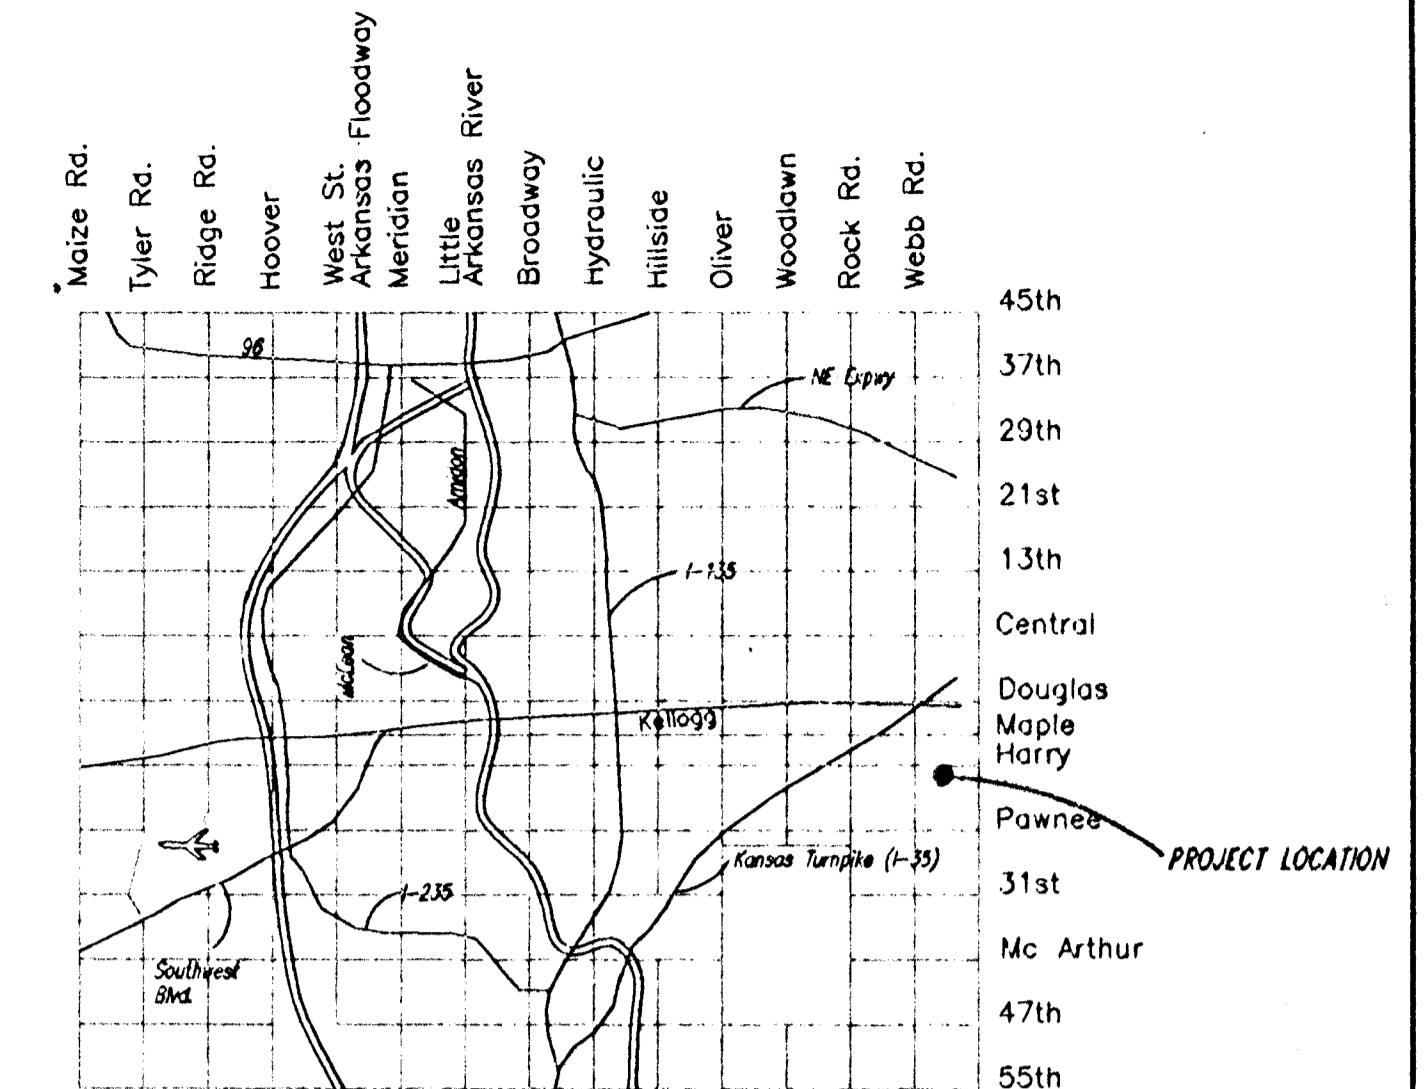 Maize Rd.
Tyler Rd.
Ridge Rd.
Hoover
West St.
Arkansas Floodway
Meridian
Little
Arkansas River
Broadway
Hydraulic
Hillside
Oliver
Woodlawn
Rock Rd.
Webb Rd.
45th
96
37th
NE Expwy
29th
Amidon
21st
13th
I-135
Central
McLean
Douglas
Kellogg
Maple
Harry
Pawnee
PROJECT LOCATION
Kansas Turnpike (I-35)
31st
I-235
Mc Arthur
Southwest
Blvd.
47th
55th